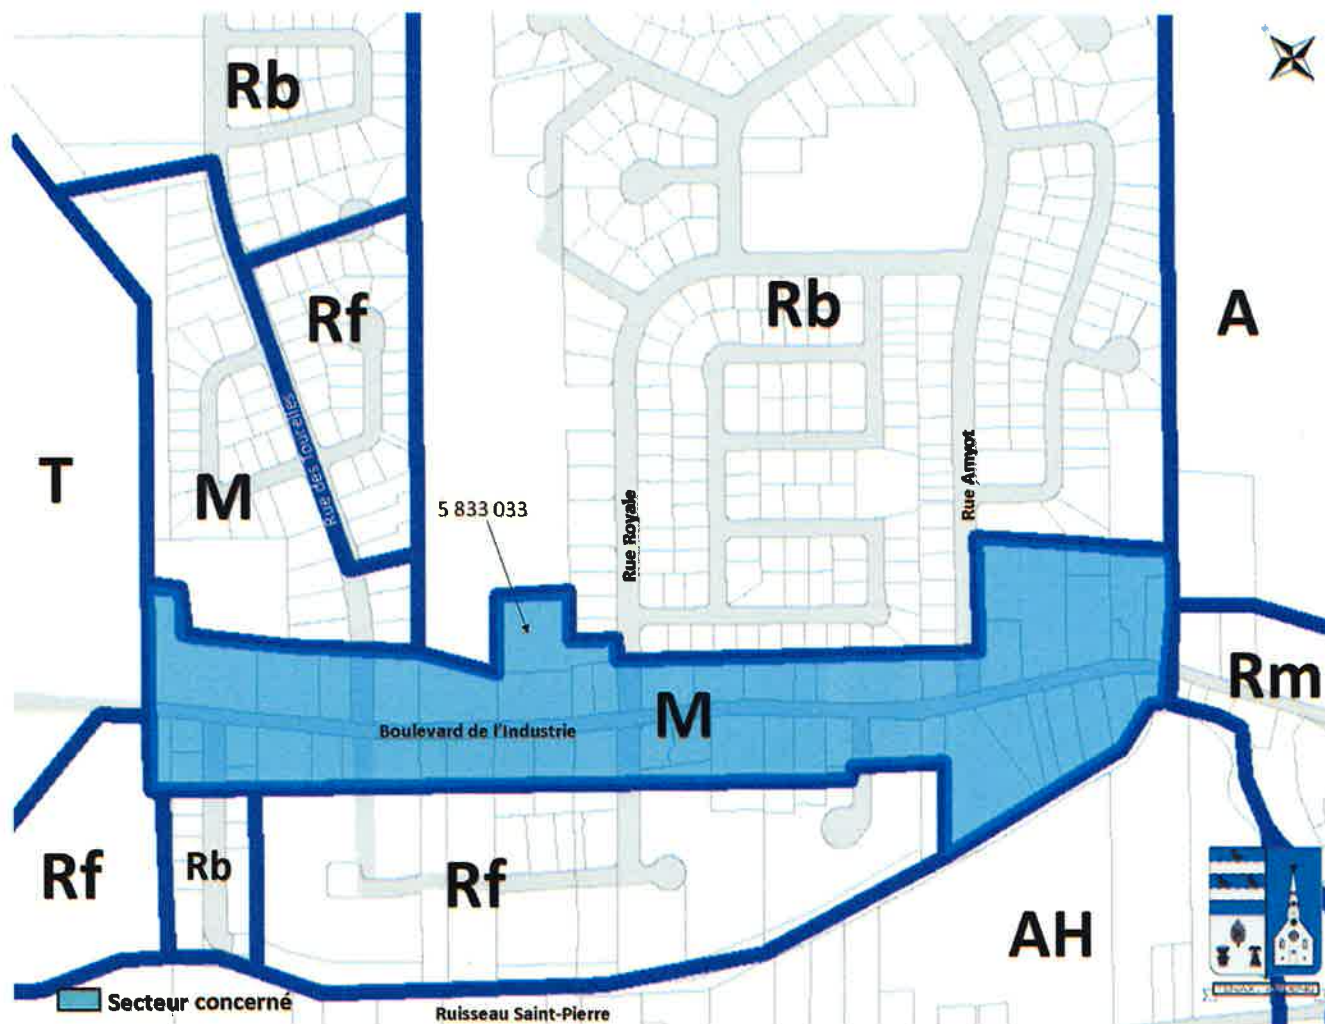 Rb
Rf
Rb
A
Rue des Tourelles
T
M
5 833 033
Rue Royale
Rue Amyot
M
Rm
Boulevard de l'Industrie
Rf
Rb
Rf
AH
Secteur concerné
Ruisseau Saint-Pierre